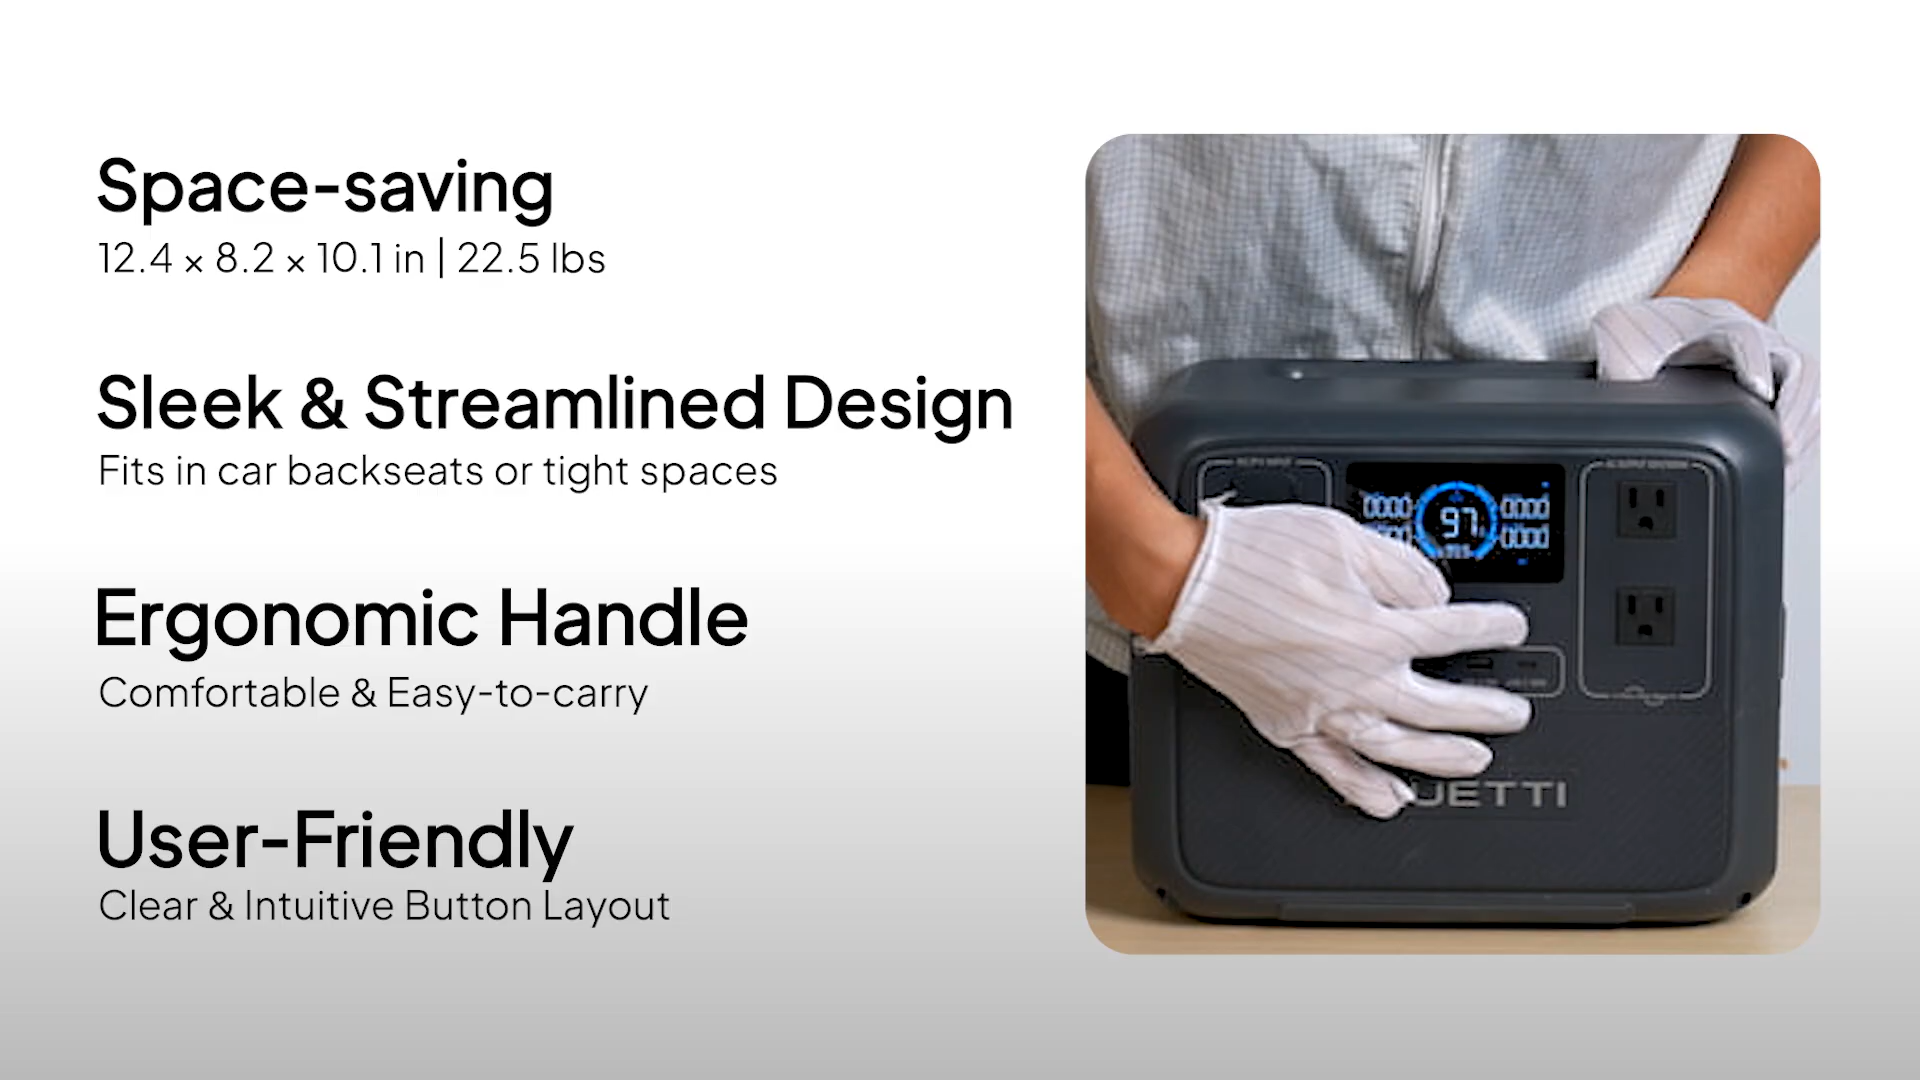 Space-saving
12.4 × 8.2 × 10.1 in | 22.5 lbs
Sleek & Streamlined Design
Fits in car backseats or tight spaces
Ergonomic Handle
Comfortable & Easy-to-carry
User-Friendly
Clear & Intuitive Button Layout
97
UETTI